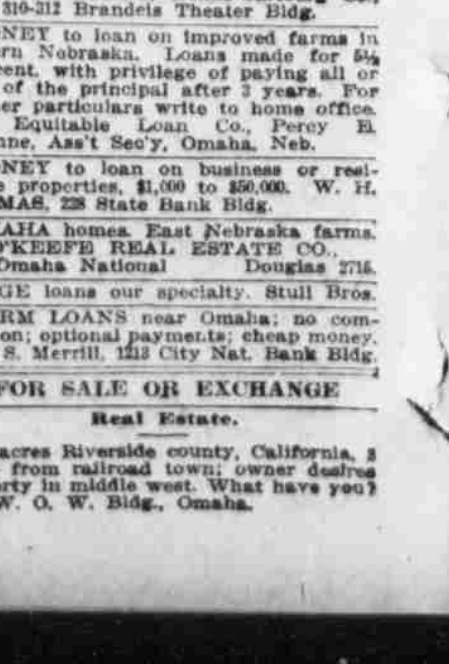 310-312 Brandeis Theater Bldg.
NEY to loan on improved farms in
ern Nebraska. Loans made for 5½
cent, with privilege of paying all or
of the principal after 3 years. For
er particulars write to home office.
Equitable Loan Co., Percy E.
nne, Ass't Sec'y, Omaha, Neb.
NEY to loan on business or resi-
e properties, $1,000 to $50,000. W. H.
MAS, 228 State Bank Bldg.
AHA homes. East Nebraska farms.
O'KEEFE REAL ESTATE CO.,
Omaha National Douglas 2715.
GE loans our specialty. Stull Bros.
RM LOANS near Omaha; no com-
on; optional payments; cheap money.
S. Merrill, 1213 City Nat. Bank Bldg.
FOR SALE OR EXCHANGE
Real Estate.
acres Riverside county, California, 3
from railroad town; owner desires
erty in middle west. What have you?
W. O. W. Bldg., Omaha.